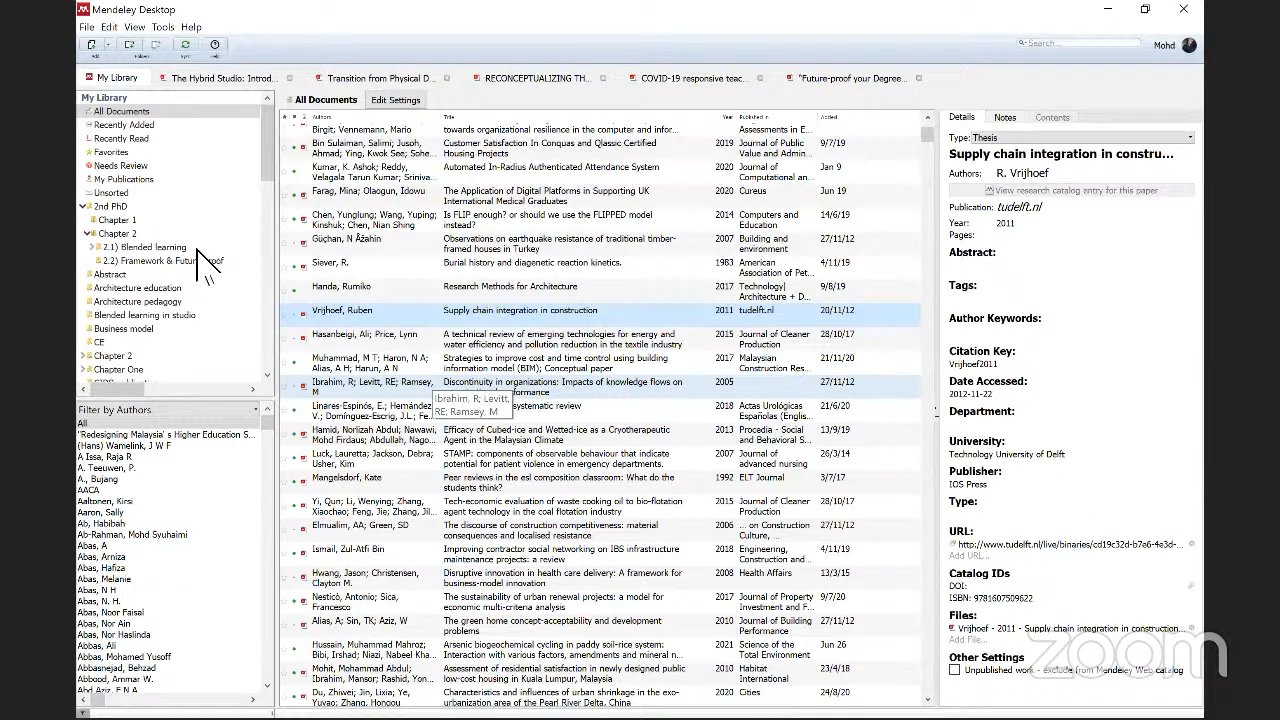 Mendeley Desktop
File Edit View Tools Help
Add Folders Sync Help
Search... Mohd
My Library The Hybrid Studio: Introd... Transition from Physical D... RECONCEPTUALIZING TH... COVID-19 responsive teac... "Future-proof your Degree...
My Library
All Documents
Recently Added
Recently Read
Favorites
Needs Review
My Publications
Unsorted
2nd PhD
Chapter 1
Chapter 2
2.1) Blended learning
2.2) Framework & Futu oof
Abstract
Architecture education
Architecture pedagogy
Blended learning in studio
Business model
CE
Chapter 2
Chapter One
Filter by Authors
All
"Redesigning Malaysia' s Higher Education S...
(Hans) Wamelink, J W F
A Issa, Raja R
A. Teeuwen, P.
A., Bujang
AACA
Aaltonen, Kirsi
Aaron, Sally
Ab, Habibah
Ab-Rahman, Mohd Syuhaimi
Abas, A
Abas, Arniza
Abas, Hafiza
Abas, Melanie
Abas, N H
Abas, N. H.
Abas, Noor Faisal
Abas, Nor Ain
Abas, Nor Haslinda
Abbas, Ali
Abbas, Mohamed Yusoff
Abbasnejad, Behzad
Abbood, Ammar W.
Abd Aziz, F N A
All Documents Edit Settings
Authors Title Year Published In Added
Birgit; Vennemann, Mario towards organizational resilience in the computer and infor... Assessments in E...
Bin Sulaiman, Salimi; Jusoh, Customer Satisfaction In Conquas and Qlassic Certified 2019 Journal of Public 8/7/19
Ahmad; Ying, Kwok See; Sohe... Housing Projects Value and Admin...
Kumar, K. Ashok; Reddy, Automated In-Radius Authenticated Attendance System 2020 Journal of Jan 9
Velagala Tarun Kumar; Sriniva... Computational an...
Farag, Mina; Olaogun, Idowu The Application of Digital Platforms in Supporting UK 2020 Cureus Jun 19
International Medical Graduates
Chen, Yunglung; Wang, Yuping; Is FLIP enough? or should we use the FLIPPED model 2014 Computers and 14/6/19
Kinshuk; Chen, Nian Shing instead? Education
Güçhan, N Åžahin Observations on earthquake resistance of traditional timber- 2007 Building and 27/11/12
framed houses in Turkey environment
Siever, R. Burial history and diagenetic reaction kinetics. 1983 American 4/11/19
Association of Pet...
Handa, Rumiko Research Methods for Architecture 2017 Technology| 9/8/19
Architecture + D...
Vrijhoef, Ruben Supply chain integration in construction 2011 tudelft.nl 20/11/12
Hasanbeigi, Ali; Price, Lynn A technical review of emerging technologies for energy and 2015 Journal of Cleaner 28/10/17
water efficiency and pollution reduction in the textile industry Production
Muhammad, M T; Haron, N A; Strategies to improve cost and time control using building 2017 Malaysian 21/11/20
Alias, A H; Harun, A N information model (BIM); Conceptual paper Construction Res...
Ibrahim, R; Levitt, RE; Ramsey, Discontinuity in organizations: Impacts of knowledge flows on 2005 27/11/12
M formance
Ibrahim, R; Levitt,
RE; Ramsey, M
Linares-Espinós, E.; Hernández systematic review 2018 Actas Urológicas 21/6/20
V.; Domínguez-Escrig, J.L.; Fe... Españolas (Englis...
Hamid, Norlizah Abdul; Nawawi, Efficacy of Cubed-ice and Wetted-ice as a Cryotherapeutic 2013 Procedia - Social 13/9/19
Mohd Firdaus; Abdullah, Nago... Agent in the Malaysian Climate and Behavioral S...
Luck, Lauretta; Jackson, Debra; STAMP: components of observable behaviour that indicate 2007 Journal of 26/3/14
Usher, Kim potential for patient violence in emergency departments. advanced nursing
Mangelsdorf, Kate Peer reviews in the esl composition classroom: What do the 1992 ELT Journal 3/7/17
students think?
Yi, Qun; Li, Wenying; Zhang, Tech-economic evaluation of waste cooking oil to bio-flotation 2015 Journal of Cleaner 28/10/17
Xiaochao; Feng, Jie; Zhang, Ji... agent technology in the coal flotation industry Production
Elmualim, AA; Green, SD The discourse of construction competitiveness: material 2006 ... on Construction 27/11/12
consequences and localised resistance Culture, ...
Ismail, Zul-Atfi Bin Improving contractor social networking on IBS infrastructure 2018 Engineering, 4/11/19
maintenance projects: a review Construction and...
Hwang, Jason; Christensen, Disruptive innovation in health care delivery: A framework for 2008 Health Affairs 13/3/15
Clayton M. business-model innovation
Nestico, Antonio; Sica, The sustainability of urban renewal projects: a model for 2017 Journal of Property 9/7/20
Francesco economic multi-criteria analysis Investment and F...
Alias, A; Sin, TK; Aziz, W The green home concept-acceptability and development 2010 Journal of Building 27/11/12
problems Performance
Hussain, Muhammad Mahroz; Arsenic biogeochemical cycling in paddy soil-rice system: 2021 Science of the Jun 26
Bibi, Irshad; Niazi, Nabeel Kha... Interaction with various factors, amendments and mineral n... Total Environment
Mohit, Mohammad Abdul; Assessment of residential satisfaction in newly designed public 2010 Habitat 23/4/18
Ibrahim, Mansor; Rashid, Y... low-cost housing in Kuala Lumpur, Malaysia International
Du, Zhiwei; Jin, Lixia; Ye, Characteristics and influences of urban shrinkage in the exo- 2020 Cities 24/8/20
Yuyao; Zhang, Hongou urbanization area of the Pearl River Delta, China
Details Notes Contents
Type: Thesis
Supply chain integration in constru...
Authors: R. Vrijhoef
View research catalog entry for this paper
Publication: tudelft.nl
Year: 2011
Pages:
Abstract:
Tags:
Author Keywords:
Citation Key:
Vrijhoef2011
Date Accessed:
2012-11-22
Department:
University:
Technology University of Delft
Publisher:
IOS Press
Type:
URL:
http://www.tudelft.nl/live/binaries/cd19c32d-b7e6-4e3d-...
Add URL...
Catalog IDs
DOI:
ISBN: 9781607509622
Files:
Vrijhoef - 2011 - Supply chain integration in construction...
Add File...
Other Settings
Unpublished work - exclude from Mendeley Web catalog
zoom